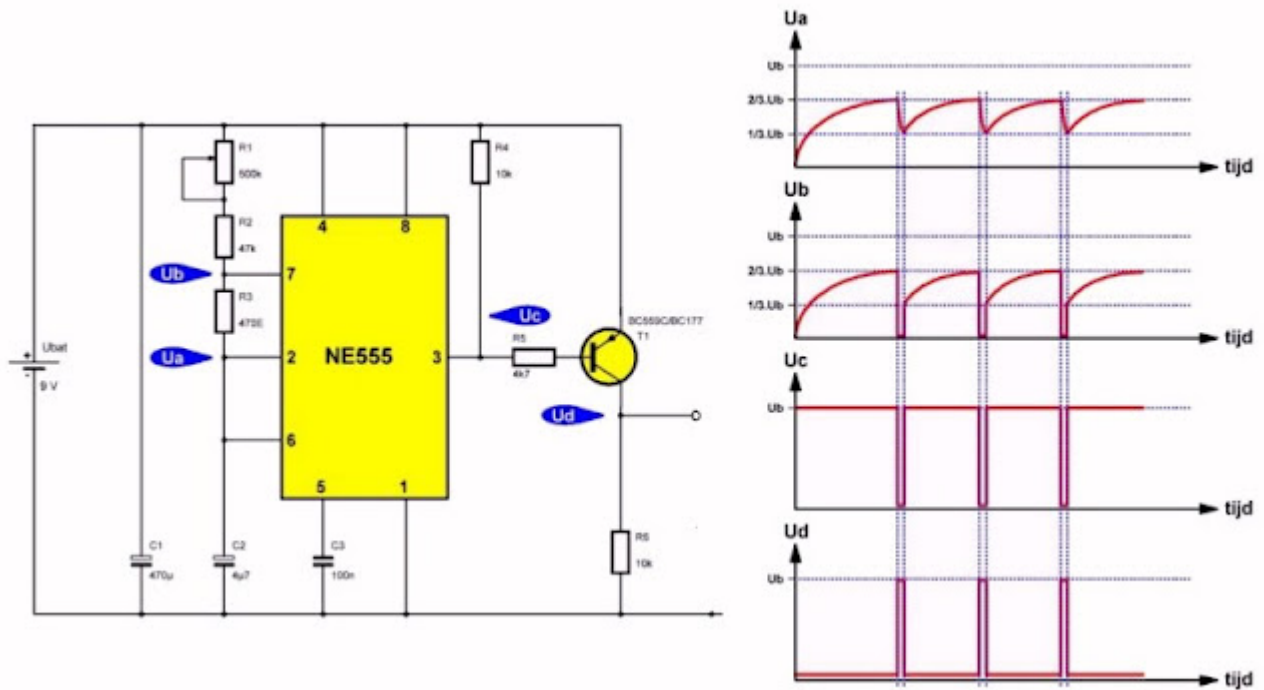 R1
500k
R4
10k
4
8
R2
47k
Ub
7
R3
470E
Uc
BC559C/BC177
T1
Ubat
+
-
9 V
Ua
2
NE555
3
R5
4k7
Ud
6
5
1
C1
470µ
C2
4µ7
C3
100n
R6
10k
Ua
Ub
2/3.Ub
1/3.Ub
tijd
Ub
Ub
2/3.Ub
1/3.Ub
tijd
Uc
Ub
tijd
Ud
Ub
tijd